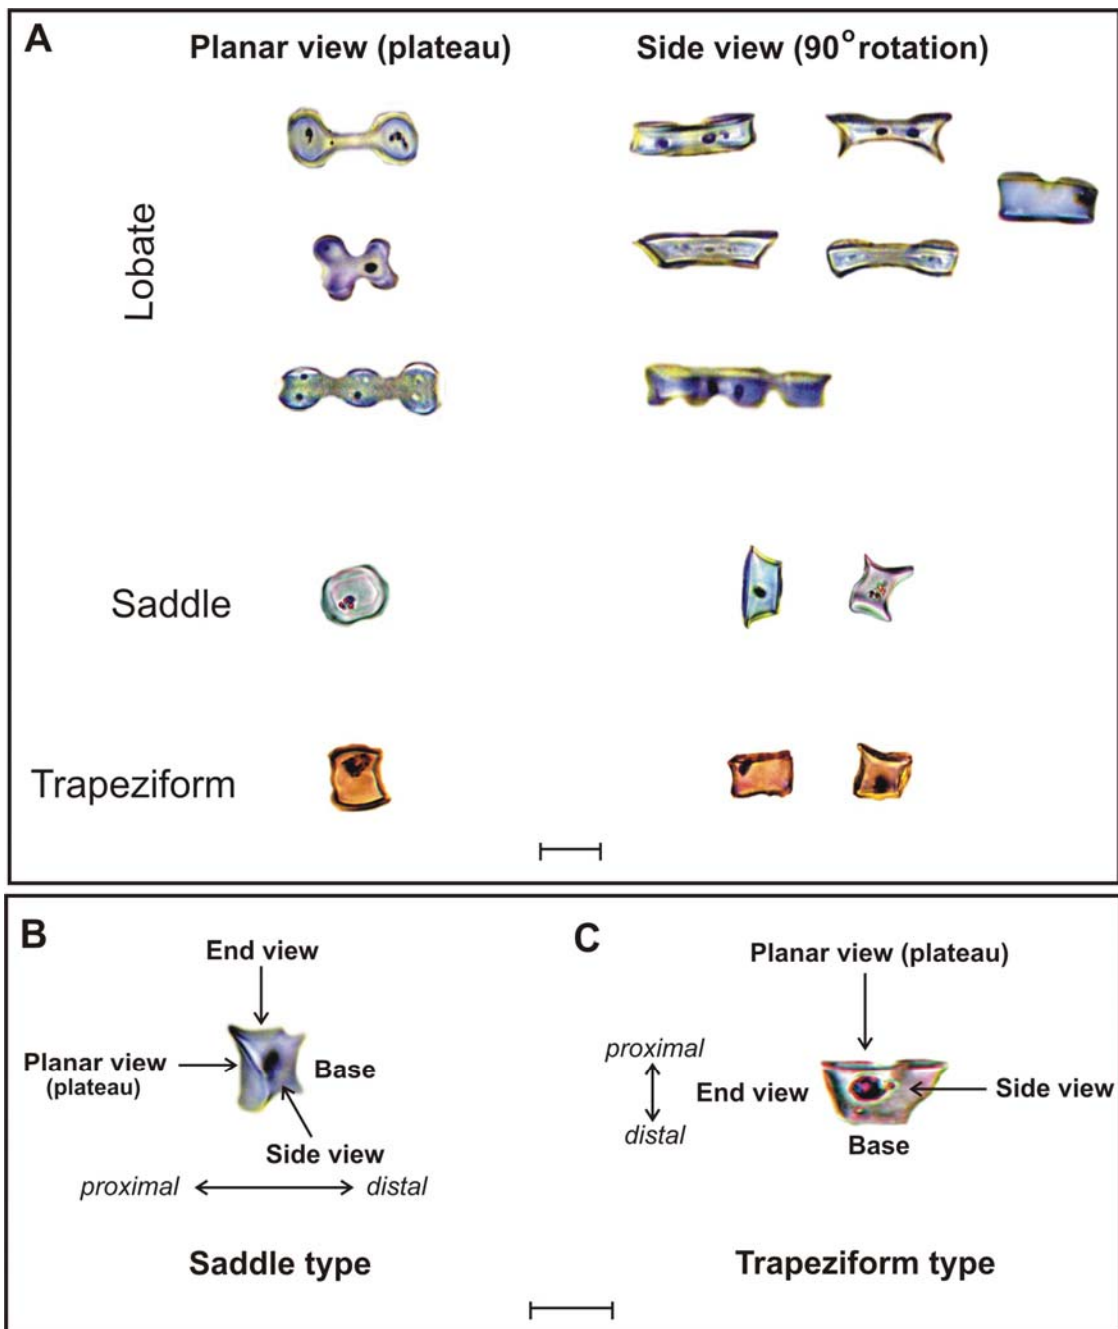 A
Planar view (plateau)
Side view (90° rotation)
Lobate
Saddle
Trapeziform
B
End view
Planar view
(plateau)
Base
Side view
proximal
distal
Saddle type
C
Planar view (plateau)
proximal
distal
End view
Side view
Base
Trapeziform type